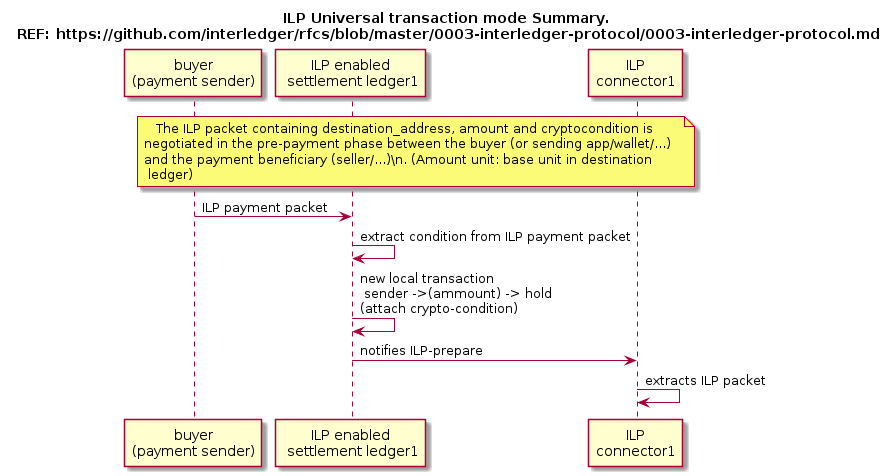 ILP Universal transaction mode Summary.
REF: https://github.com/interledger/rfcs/blob/master/0003-interledger-protocol/0003-interledger-protocol.md
buyer
(payment sender)
ILP enabled
settlement ledger1
ILP
connector1
The ILP packet containing destination_address, amount and cryptocondition is
negotiated in the pre-payment phase between the buyer (or sending app/wallet/...)
and the payment beneficiary (seller/...)\n. (Amount unit: base unit in destination
ledger)
ILP payment packet
extract condition from ILP payment packet
new local transaction
sender ->(ammount) -> hold
(attach crypto-condition)
notifies ILP-prepare
extracts ILP packet
buyer
(payment sender)
ILP enabled
settlement ledger1
ILP
connector1